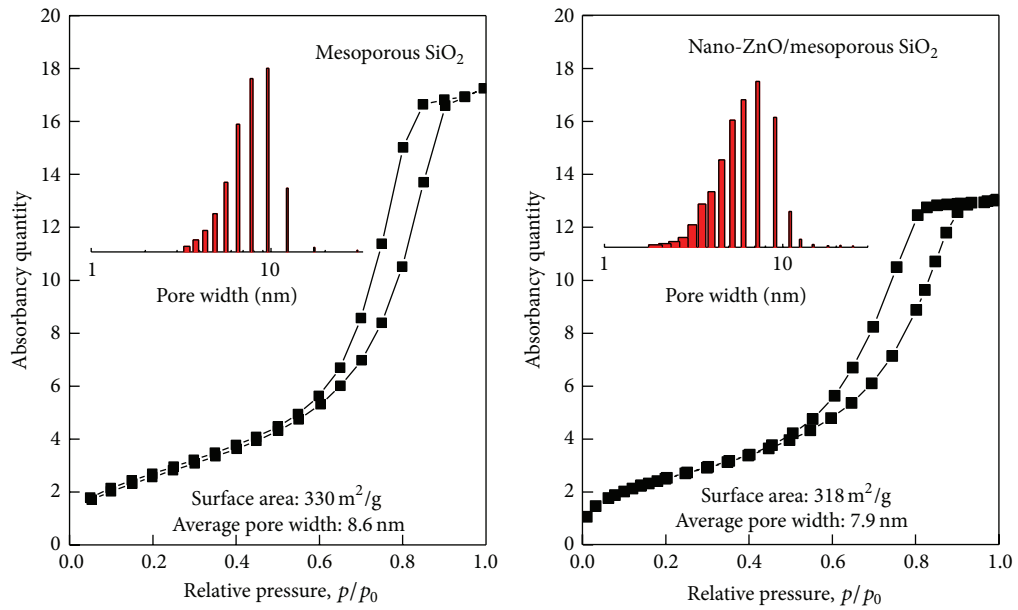 20
18
16
14
12
10
8
6
4
2
0
Absorbancy quantity
Mesoporous SiO₂
1 10
Pore width (nm)
Surface area: 330 m²/g
Average pore width: 8.6 nm
0.0 0.2 0.4 0.6 0.8 1.0
Relative pressure, p/p₀
20
18
16
14
12
10
8
6
4
2
0
Absorbancy quantity
Nano-ZnO/mesoporous SiO₂
1 10
Pore width (nm)
Surface area: 318 m²/g
Average pore width: 7.9 nm
0.0 0.2 0.4 0.6 0.8 1.0
Relative pressure, p/p₀